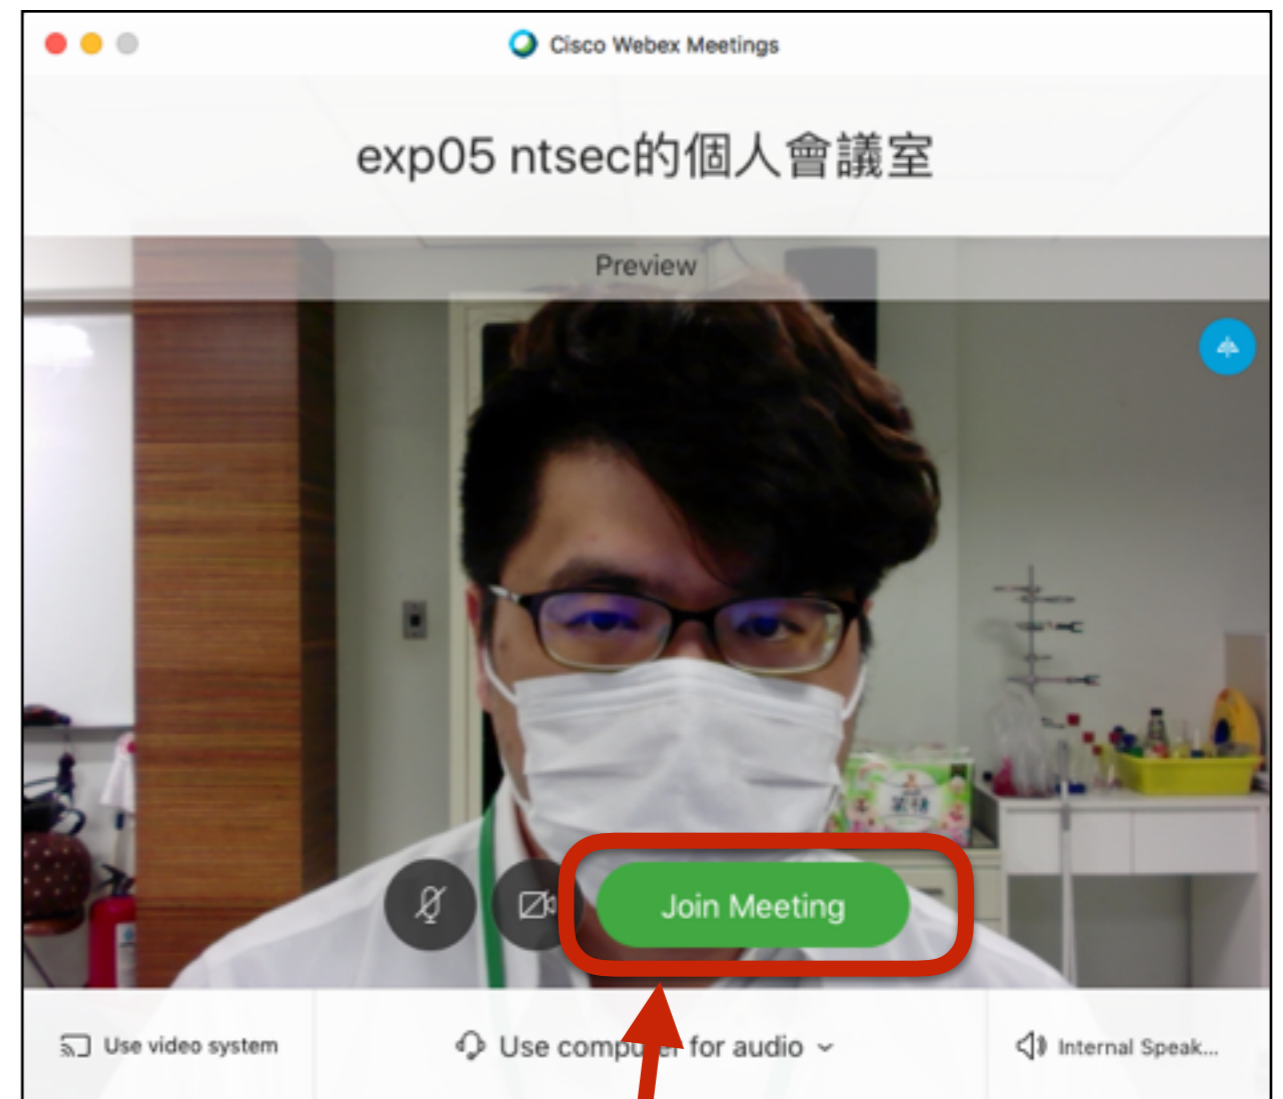 Cisco Webex Meetings
exp05 ntsec的個人會議室
Preview
Join Meeting
Use video system
Use computer for audio
Internal Speak...